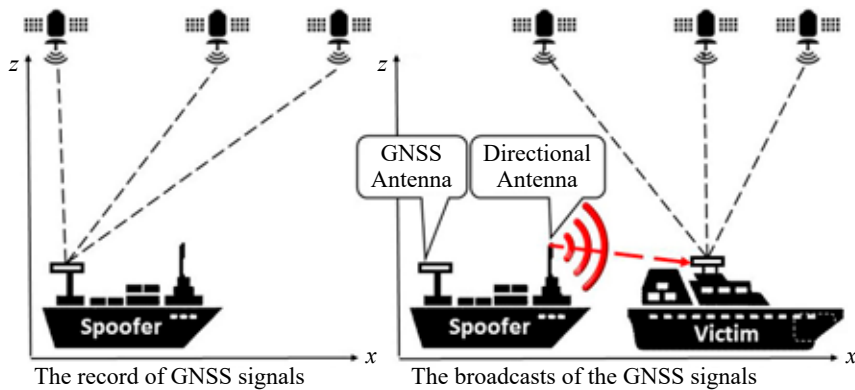 z
z
GNSS
Antenna
Directional
Antenna
Spoofer
Spoofer
Victim
x
x
The record of GNSS signals
The broadcasts of the GNSS signals